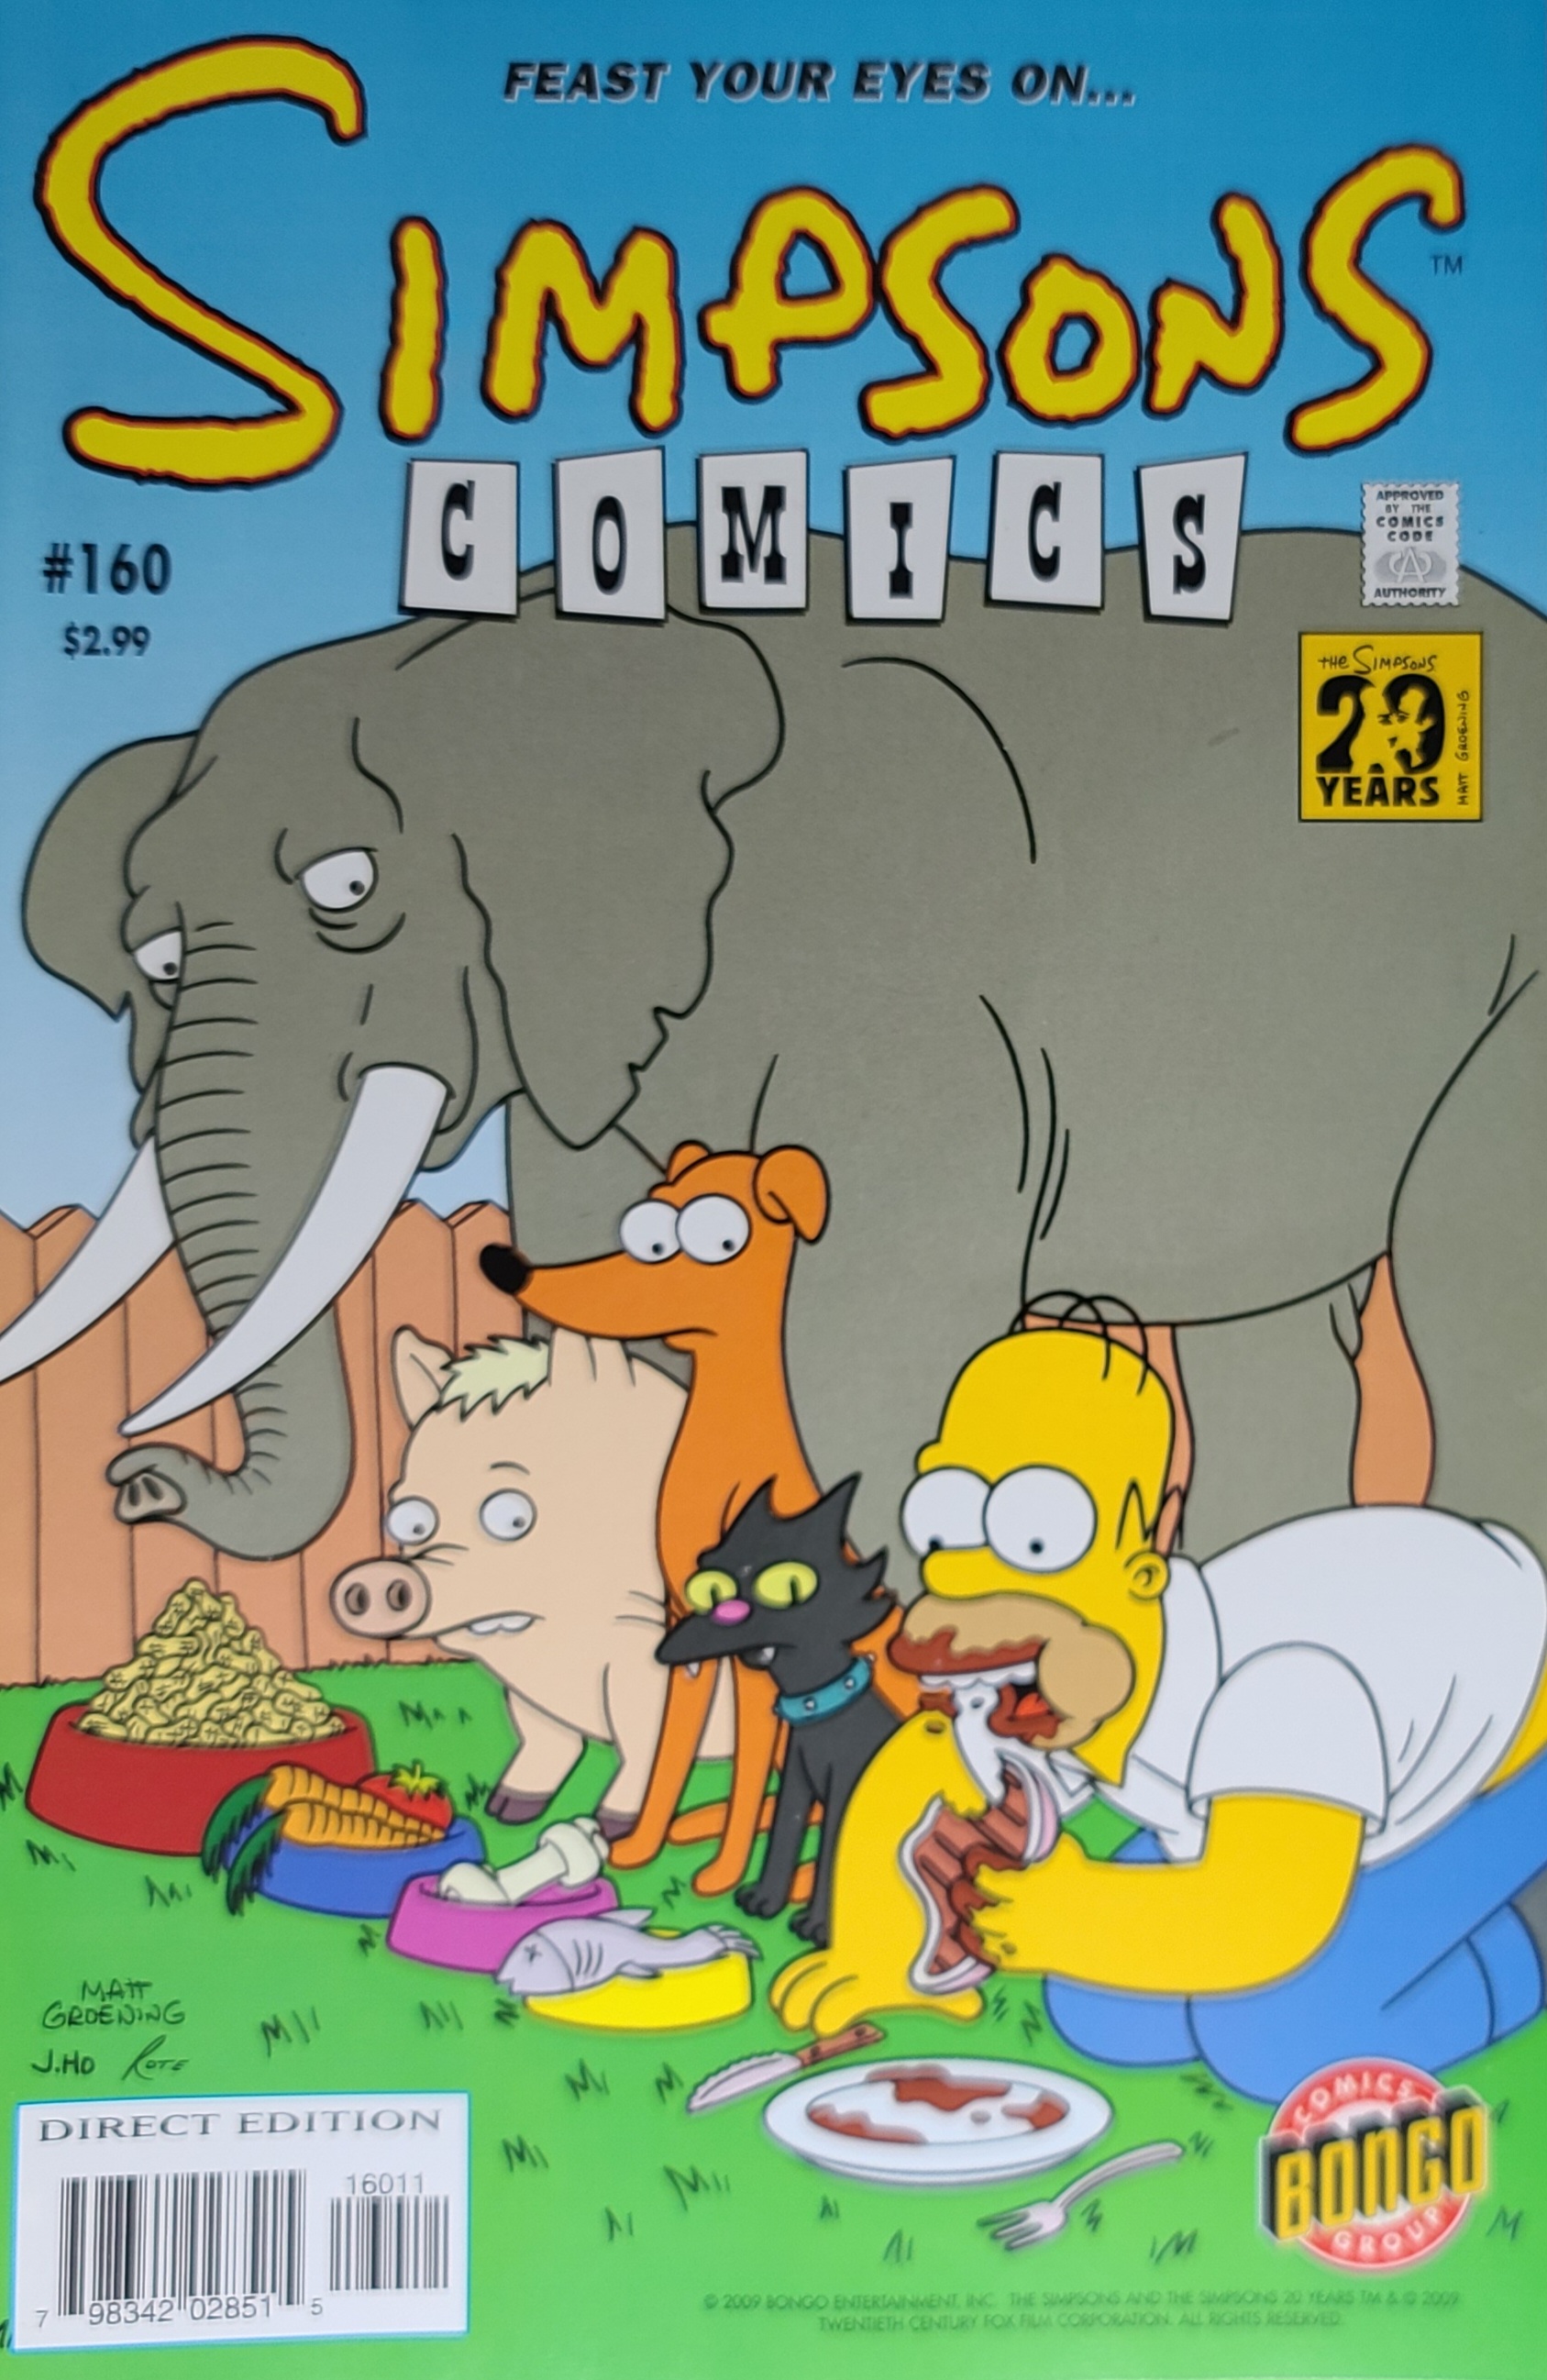 FEAST YOUR EYES ON...
SIMPSONS
TM
COMICS
#160
$2.99
APPROVED
BY THE
COMICS
CODE
A
AUTHORITY
THE SIMPSONS
20
YEARS
MATT GROENING
MATT
GROENING
J.HO ROTE
DIRECT EDITION
16011
7 98342 02851 5
COMICS
BONGO
GROUP
© 2009 BONGO ENTERTAINMENT, INC. THE SIMPSONS AND THE SIMPSONS 20 YEARS TM & © 2009
TWENTIETH CENTURY FOX FILM CORPORATION. ALL RIGHTS RESERVED.